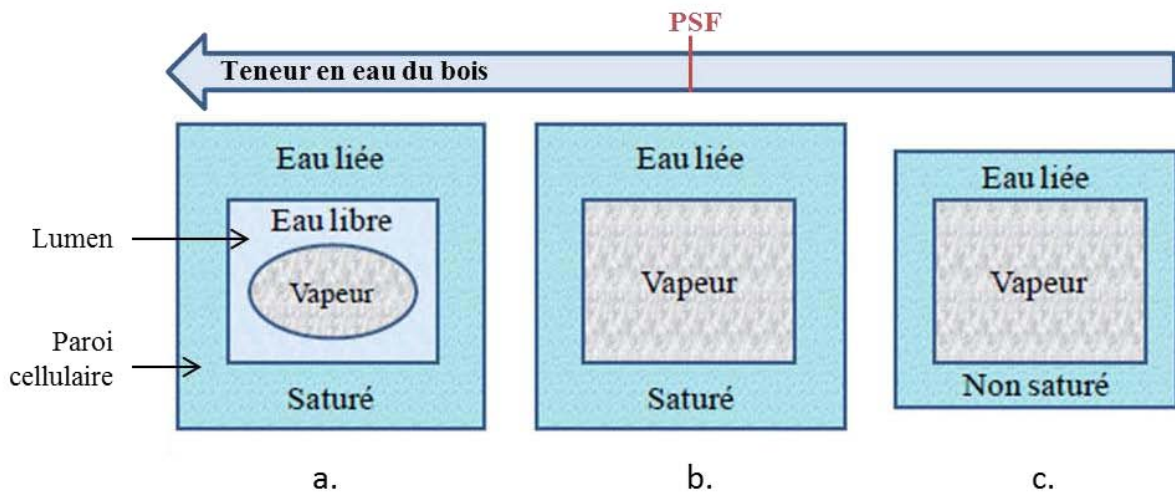 PSF
Teneur en eau du bois
Eau liée
Eau libre
Vapeur
Saturé
Lumen
Paroi
cellulaire
Eau liée
Vapeur
Saturé
Eau liée
Vapeur
Non saturé
a.
b.
c.